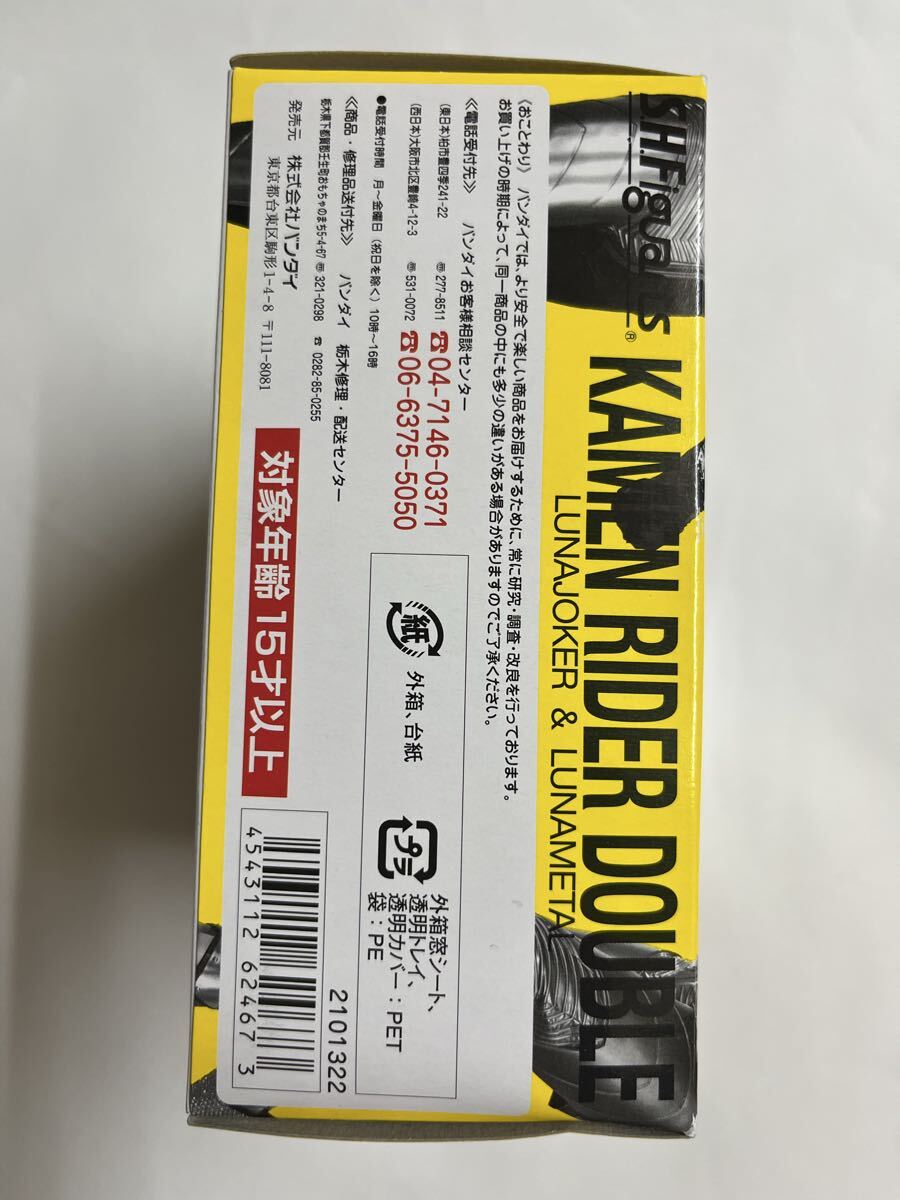 S.H.Figuarts®
KAMEN RIDER DOUBLE
LUNAJOKER & LUNAMETAL
《おことわり》 バンダイでは、より安全で楽しい商品をお届けするために、常に研究・調査・改良を行っております。
お買い上げの時期によって、同一商品の中にも多少の違いがある場合がありますのでご了承ください。
≪電話受付先≫ バンダイお客様相談センター
(東日本)柏市豊四季241-22 〒 277-8511 ☎04-7146-0371
(西日本)大阪市北区豊崎4-12-3 〒 531-0072 ☎06-6375-5050
●電話受付時間 月〜金曜日 (祝日を除く) 10時〜16時
≪商品・修理品送付先≫ バンダイ 栃木修理・配送センター
栃木県下都賀郡壬生町おもちゃのまち5-4-67 〒 321-0298 ☎ 0282-85-0255
発売元 株式会社バンダイ
東京都台東区駒形1-4-8 〒111-8081
対象年齢 15才以上
紙
外箱、台紙
プラ
外箱窓シート、
透明トレイ、
透明カバー : PET
袋 : PE
2101322
4543112 62467 3